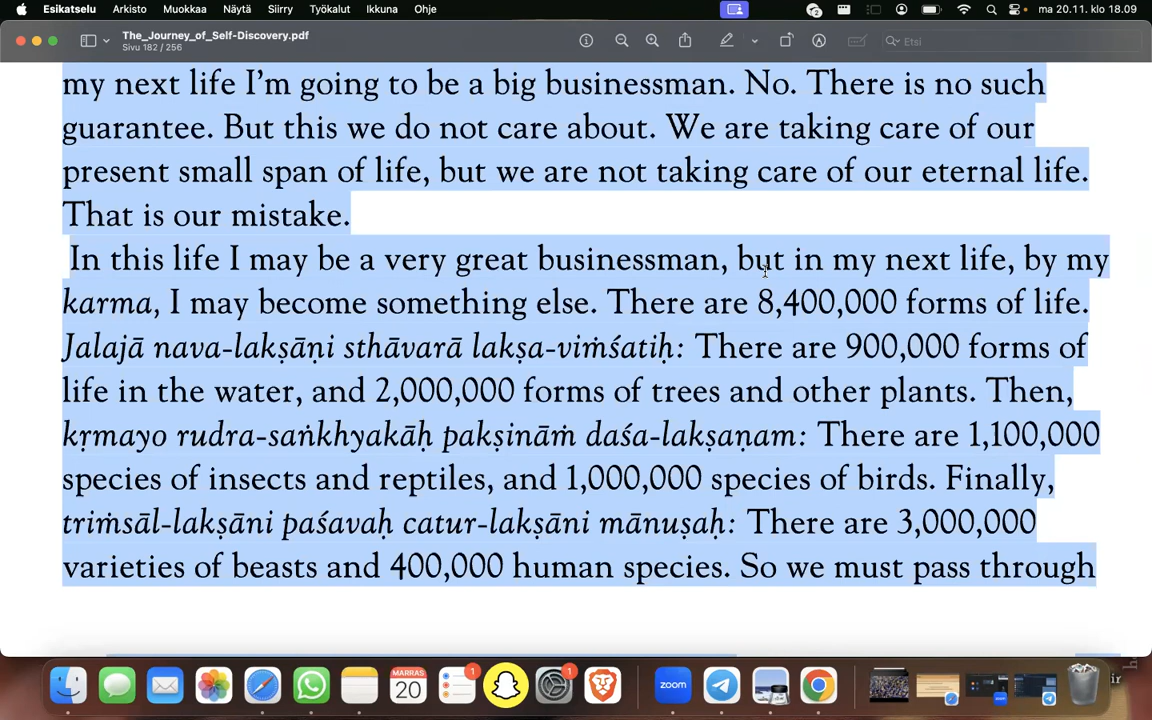 Esikatselu Arkisto Muokkaa Näytä Siirry Työkalut Ikkuna Ohje ma 20.11. klo 18.09
The_Journey_of_Self-Discovery.pdf
Sivu 182 / 256
Etsi
my next life I’m going to be a big businessman. No. There is no such
guarantee. But this we do not care about. We are taking care of our
present small span of life, but we are not taking care of our eternal life.
That is our mistake.
In this life I may be a very great businessman, but in my next life, by my
karma, I may become something else. There are 8,400,000 forms of life.
Jalajā nava-lakṣāṇi sthāvarā lakṣa-viṁśatiḥ: There are 900,000 forms of
life in the water, and 2,000,000 forms of trees and other plants. Then,
kṛmayo rudra-saṅkhyakāḥ pakṣināṁ daśa-lakṣaṇam: There are 1,100,000
species of insects and reptiles, and 1,000,000 species of birds. Finally,
triṁsāl-lakṣāni paśavaḥ catur-lakṣāni mānuṣaḥ: There are 3,000,000
varieties of beasts and 400,000 human species. So we must pass through
MARRAS
20
1
1
zoom